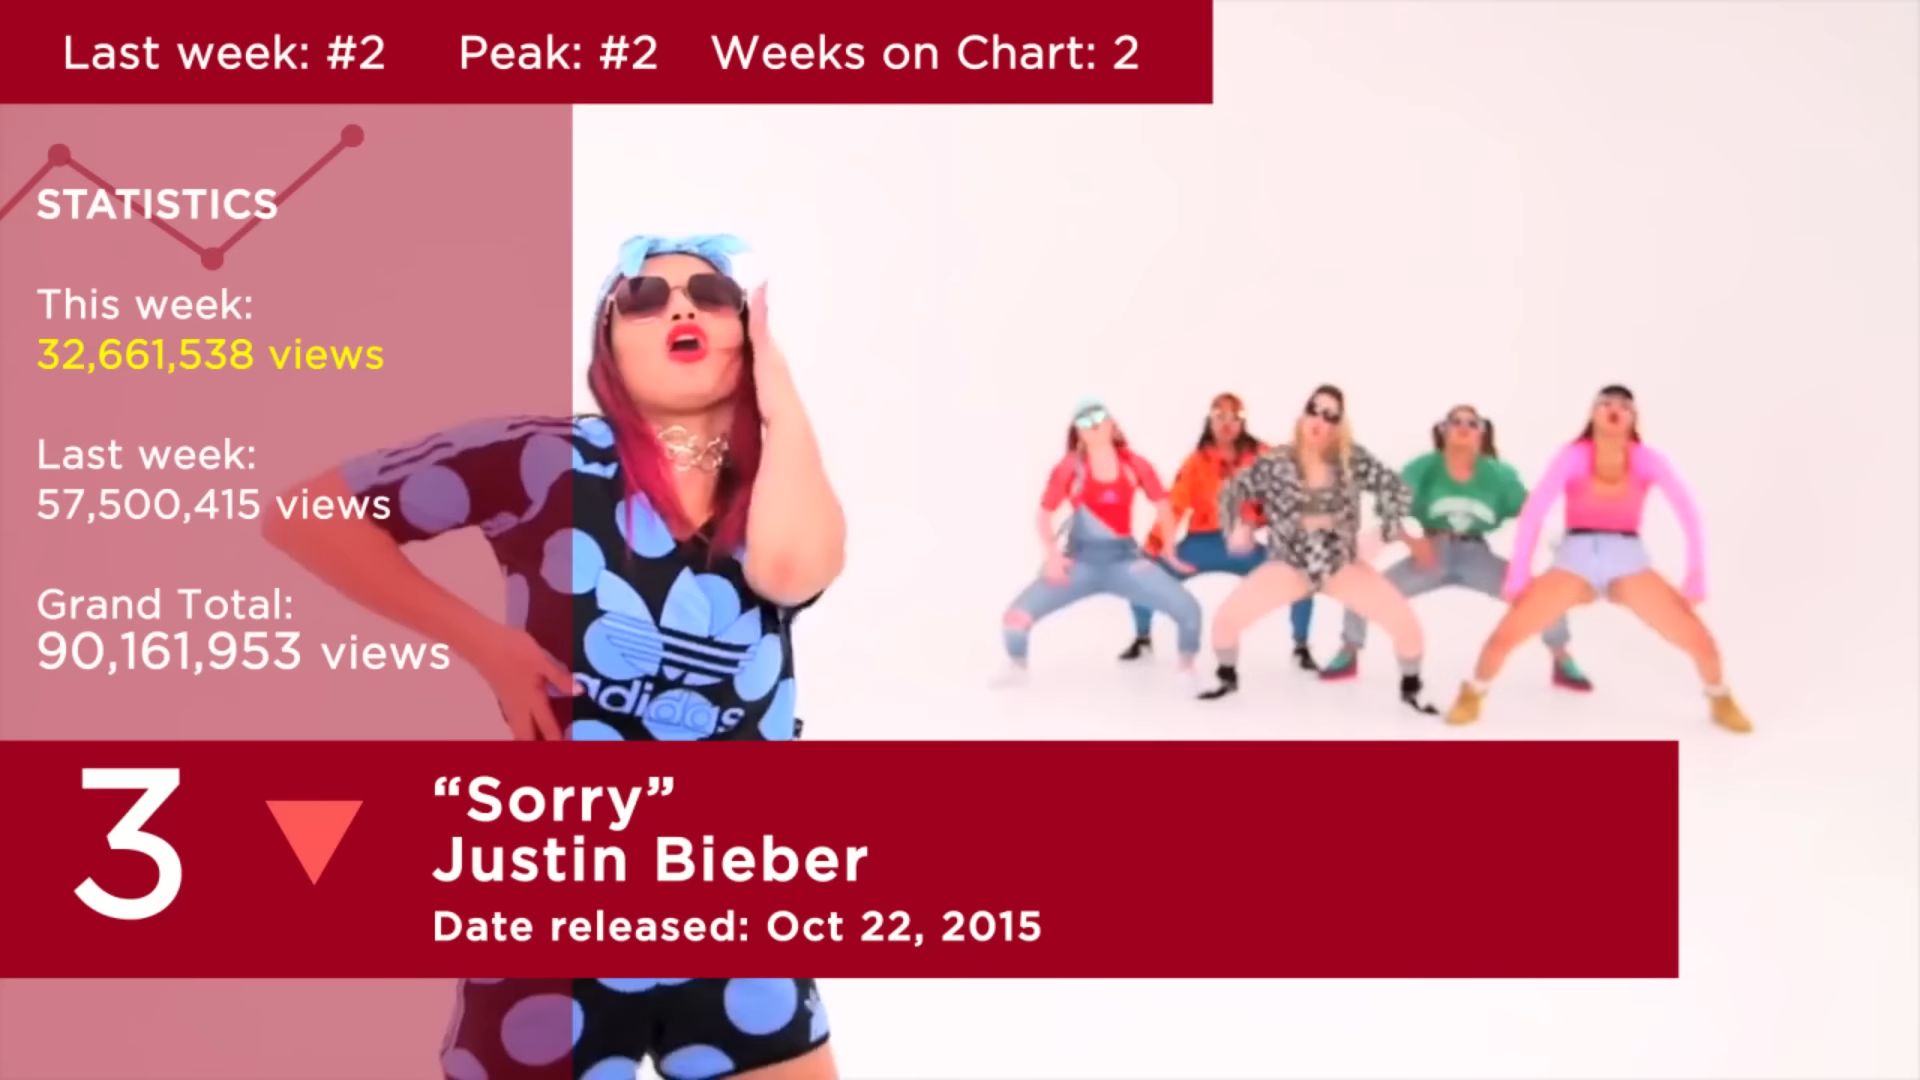 Last week: #2 Peak: #2 Weeks on Chart: 2
STATISTICS
This week:
32,661,538 views
Last week:
57,500,415 views
Grand Total:
90,161,953 views
adidas
3
“Sorry”
Justin Bieber
Date released: Oct 22, 2015